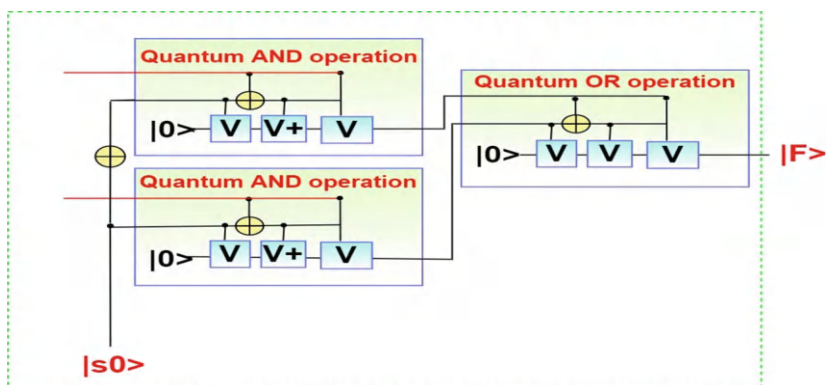 Quantum AND operation
|0> V V+ V
Quantum OR operation
|0> V V V |F>
Quantum AND operation
|0> V V+ V
|s0>